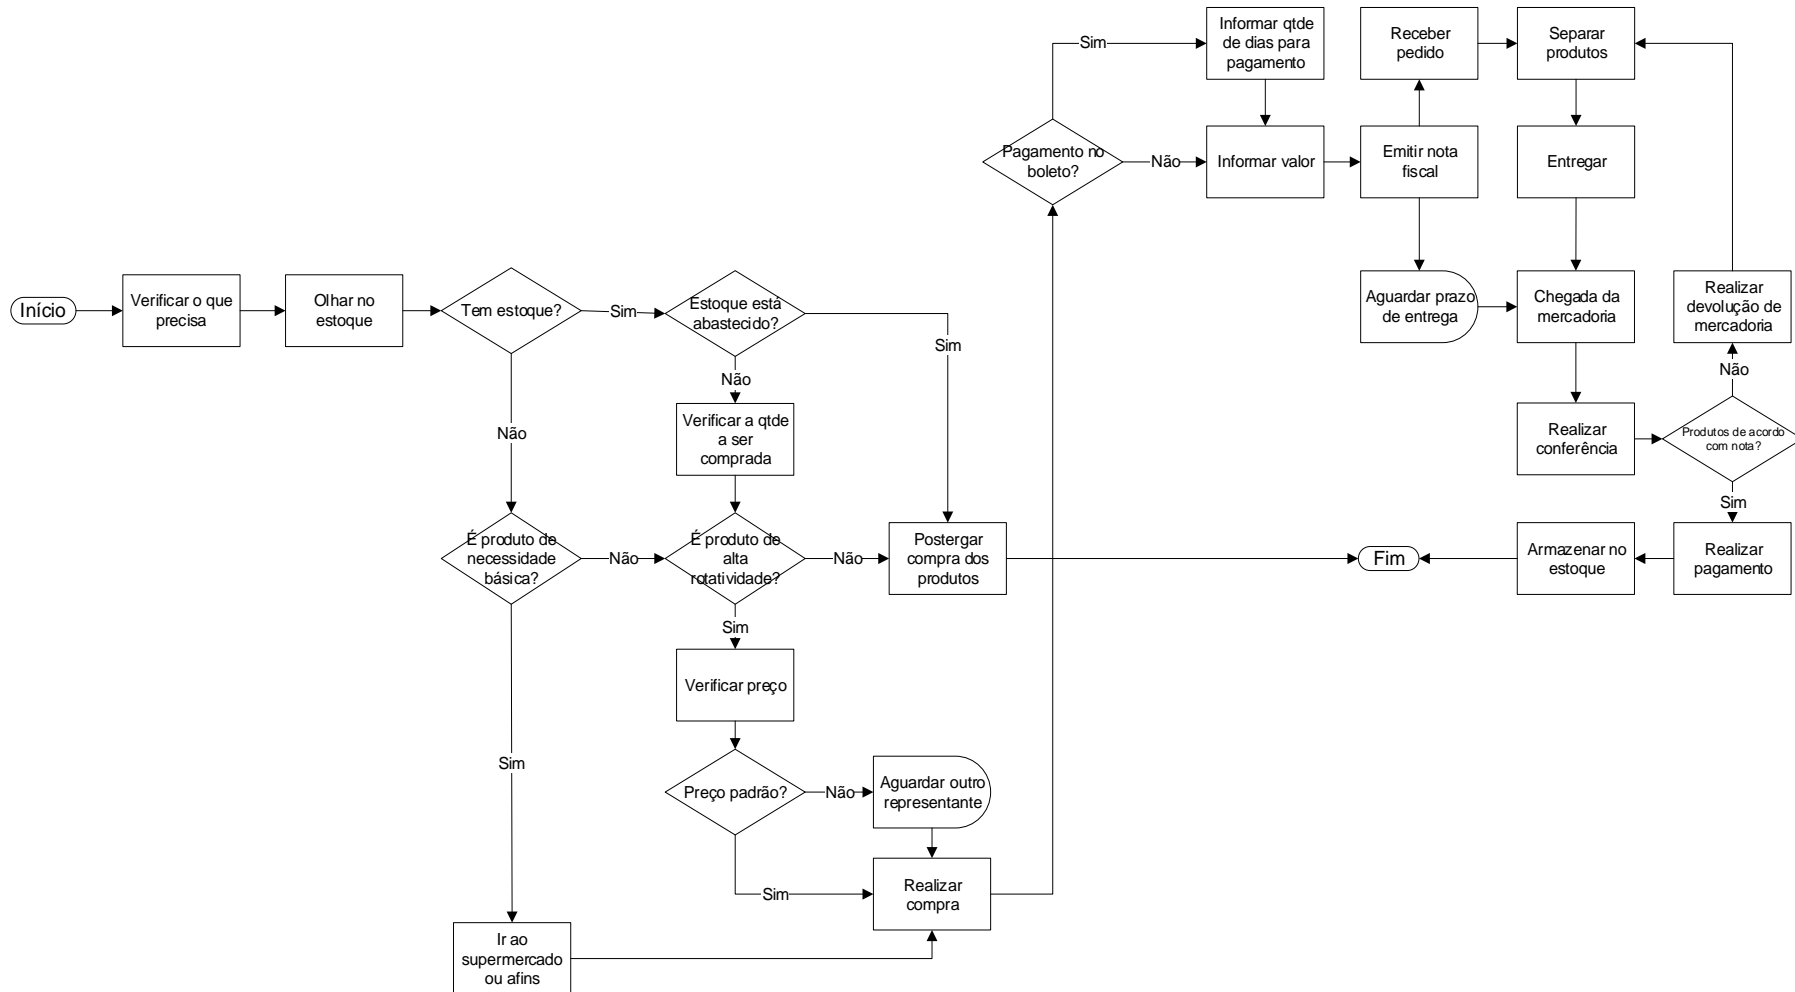 Início
Verificar o que
precisa
Olhar no
estoque
Tem estoque?
Sim
Estoque está
abastecido?
Sim
Não
Verificar a qtde
a ser
comprada
Não
É produto de
necessidade
básica?
Não
É produto de
alta
rotatividade?
Não
Postergar
compra dos
produtos
Sim
Verificar preço
Sim
Preço padrão?
Não
Aguardar outro
representante
Sim
Realizar
compra
Ir ao
supermercado
ou afins
Pagamento no
boleto?
Sim
Informar qtde
de dias para
pagamento
Não
Informar valor
Emitir nota
fiscal
Receber
pedido
Separar
produtos
Entregar
Aguardar prazo
de entrega
Chegada da
mercadoria
Realizar
conferência
Produtos de acordo
com nota?
Não
Realizar
devolução de
mercadoria
Sim
Realizar
pagamento
Armazenar no
estoque
Fim